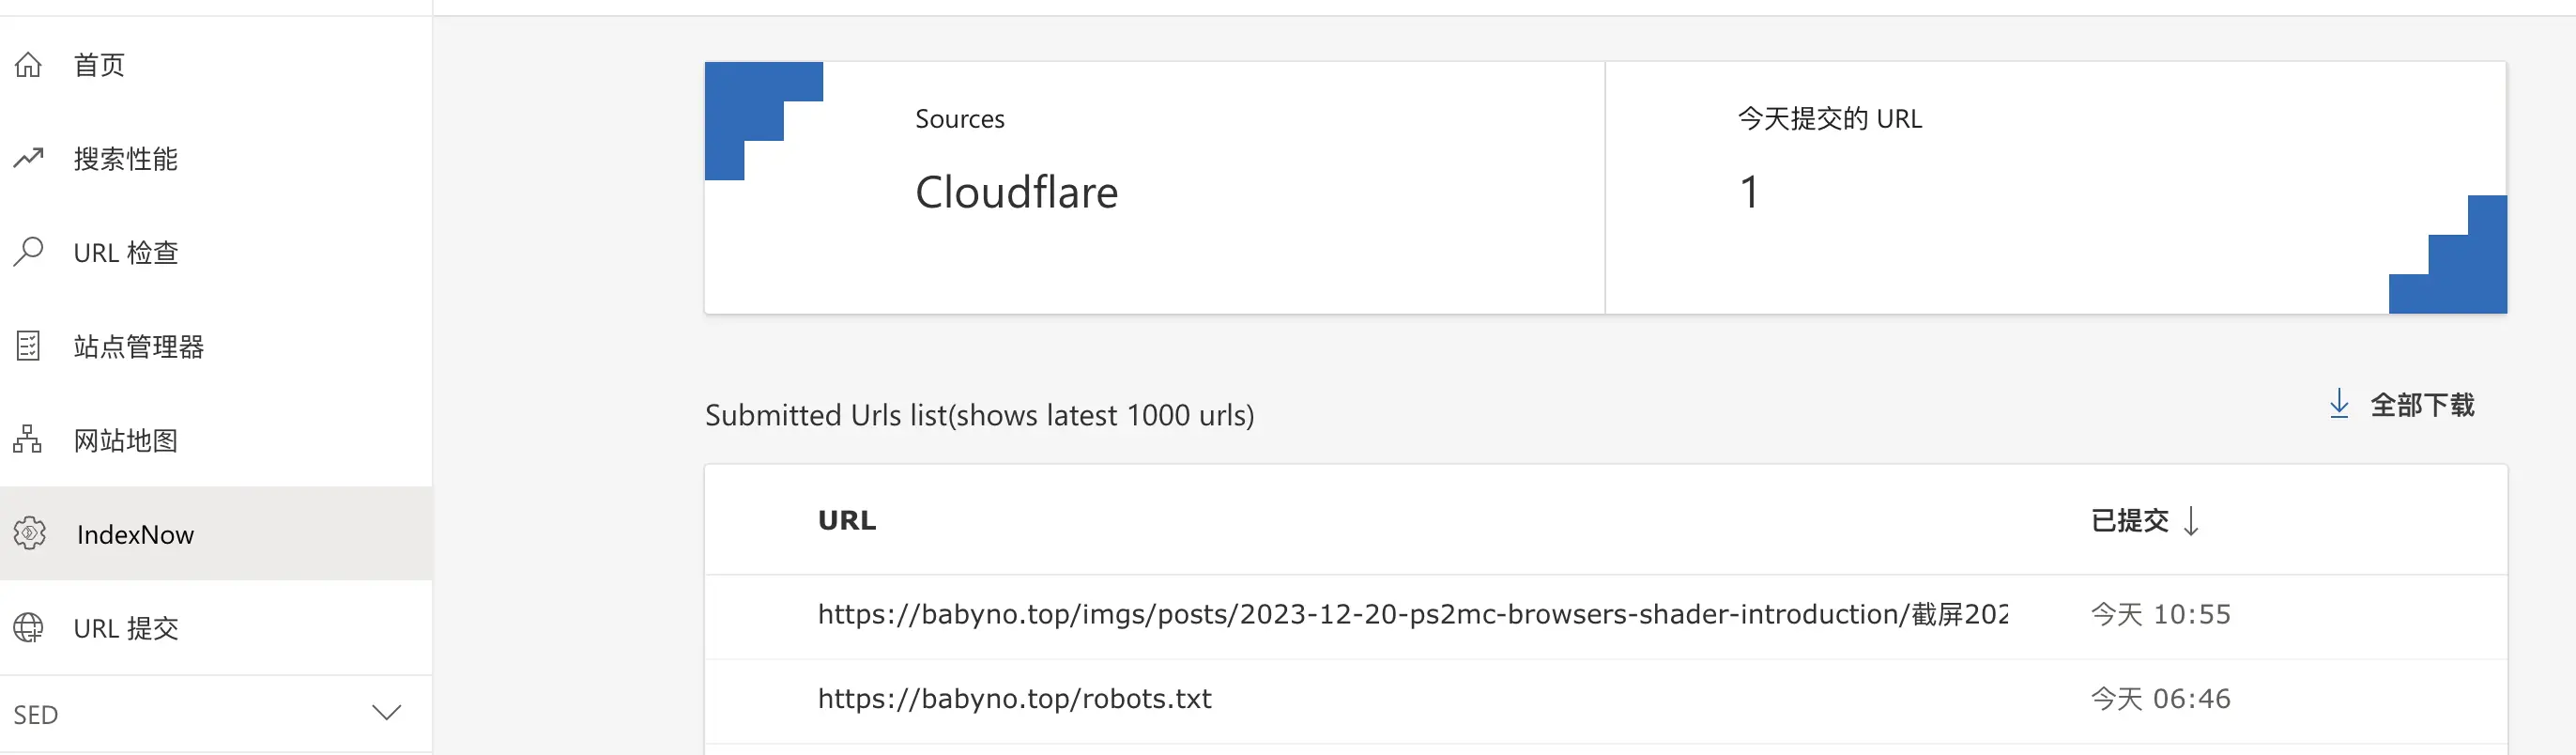 首页
搜索性能
URL 检查
站点管理器
网站地图
IndexNow
URL 提交
SED
Sources
Cloudflare
今天提交的 URL
1
Submitted Urls list(shows latest 1000 urls)
全部下载
URL
已提交
https://babyno.top/imgs/posts/2023-12-20-ps2mc-browsers-shader-introduction/截屏202
今天 10:55
https://babyno.top/robots.txt
今天 06:46